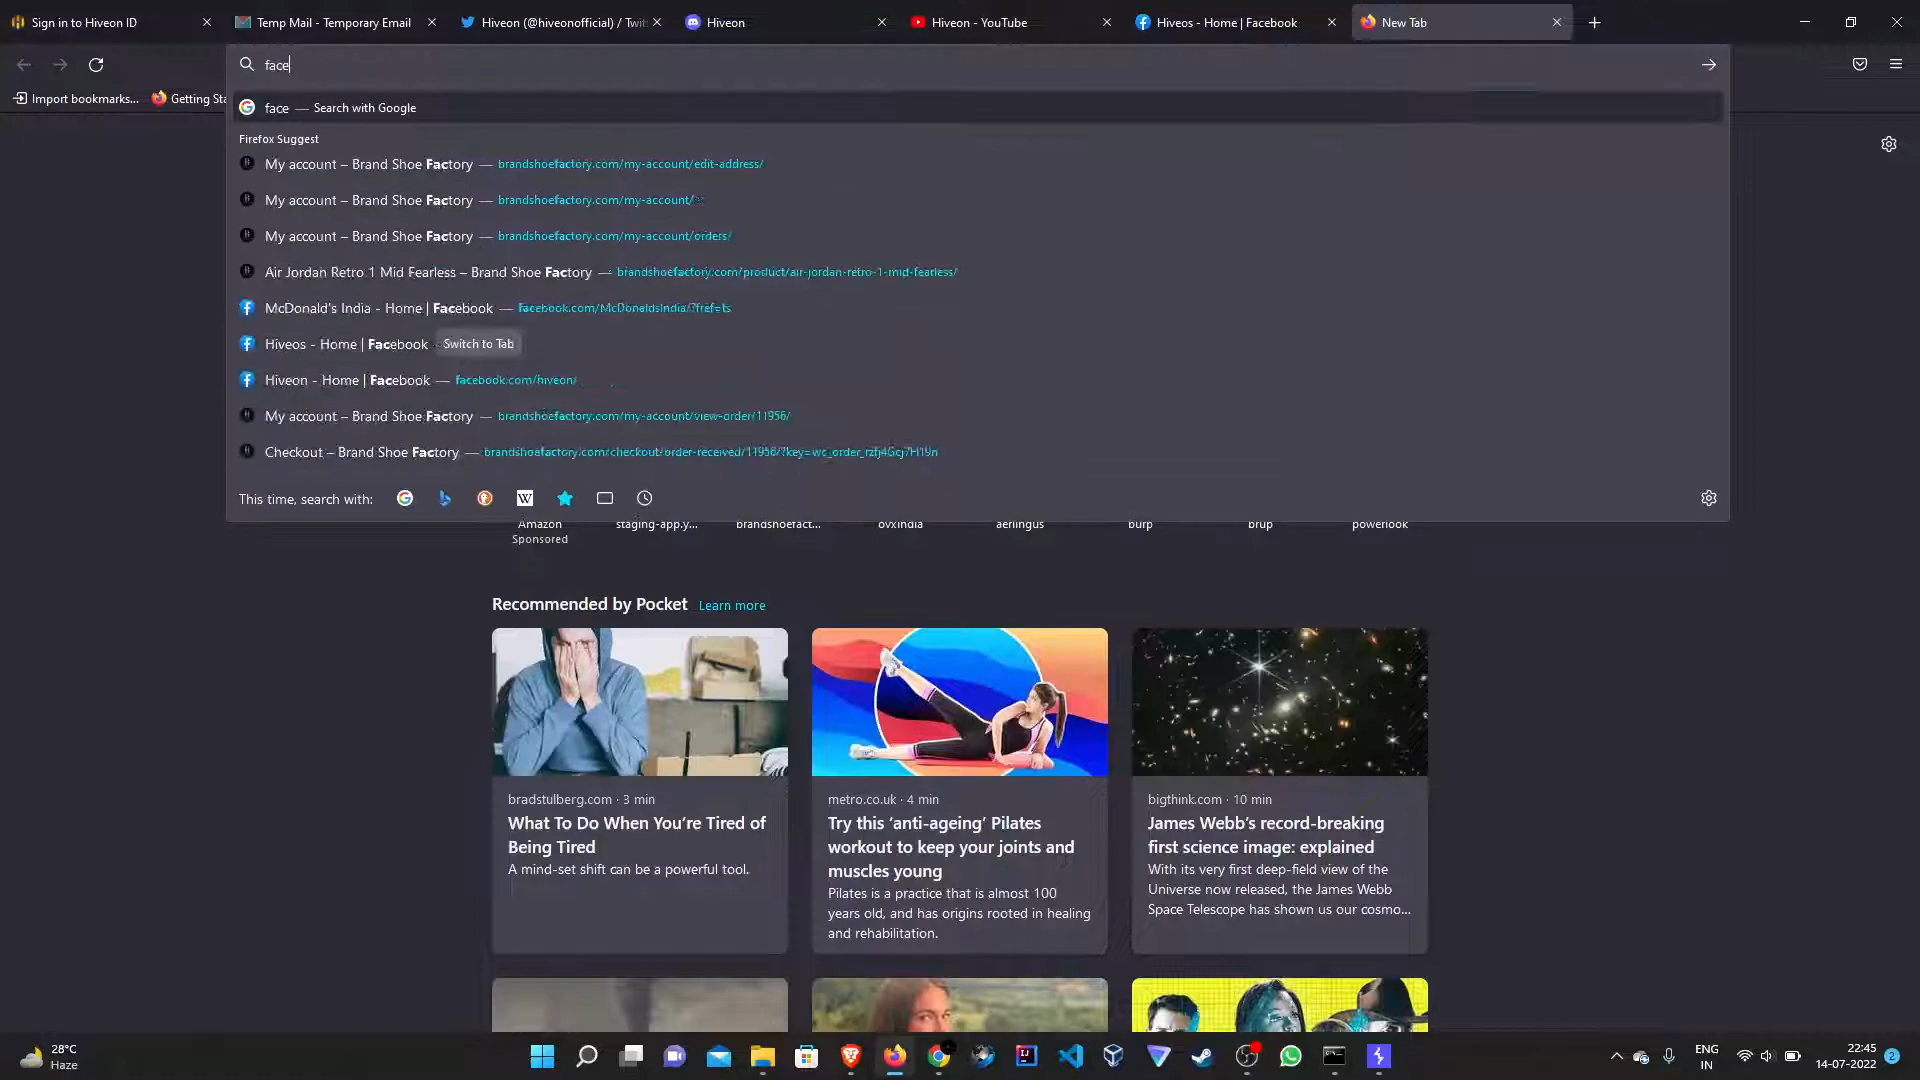 Sign in to Hiveon ID
Temp Mail - Temporary Email
Hiveon (@hiveonofficial) / Twit
Hiveon
Hiveon - YouTube
Hiveos - Home | Facebook
New Tab
face
Import bookmarks...
Getting Sta
face — Search with Google
Firefox Suggest
My account – Brand Shoe Factory — brandshoefactory.com/my-account/edit-address/
My account – Brand Shoe Factory — brandshoefactory.com/my-account/
My account – Brand Shoe Factory — brandshoefactory.com/my-account/orders/
Air Jordan Retro 1 Mid Fearless – Brand Shoe Factory — brandshoefactory.com/product/air-jordan-retro-1-mid-fearless/
McDonald's India - Home | Facebook — facebook.com/McDonaldsIndia/?fref=ts
Hiveos - Home | Facebook Switch to Tab
Hiveon - Home | Facebook — facebook.com/hiveon/
My account – Brand Shoe Factory — brandshoefactory.com/my-account/view-order/11956/
Checkout – Brand Shoe Factory — brandshoefactory.com/checkout/order-received/11956/?key=
This time, search with:
Amazon
Sponsored
staging-app.y...
brandshoefact...
ovxindia
aerlingus
burp
brup
powerlook
Recommended by Pocket Learn more
bradstulberg.com · 3 min
What To Do When You're Tired of
Being Tired
A mind-set shift can be a powerful tool.
metro.co.uk · 4 min
Try this 'anti-ageing' Pilates
workout to keep your joints and
muscles young
Pilates is a practice that is almost 100
years old, and has origins rooted in healing
and rehabilitation.
bigthink.com · 10 min
James Webb's record-breaking
first science image: explained
With its very first deep-field view of the
Universe now released, the James Webb
Space Telescope has shown us our cosmo...
28°C
Haze
ENG
IN
22:45
14-07-2022
2